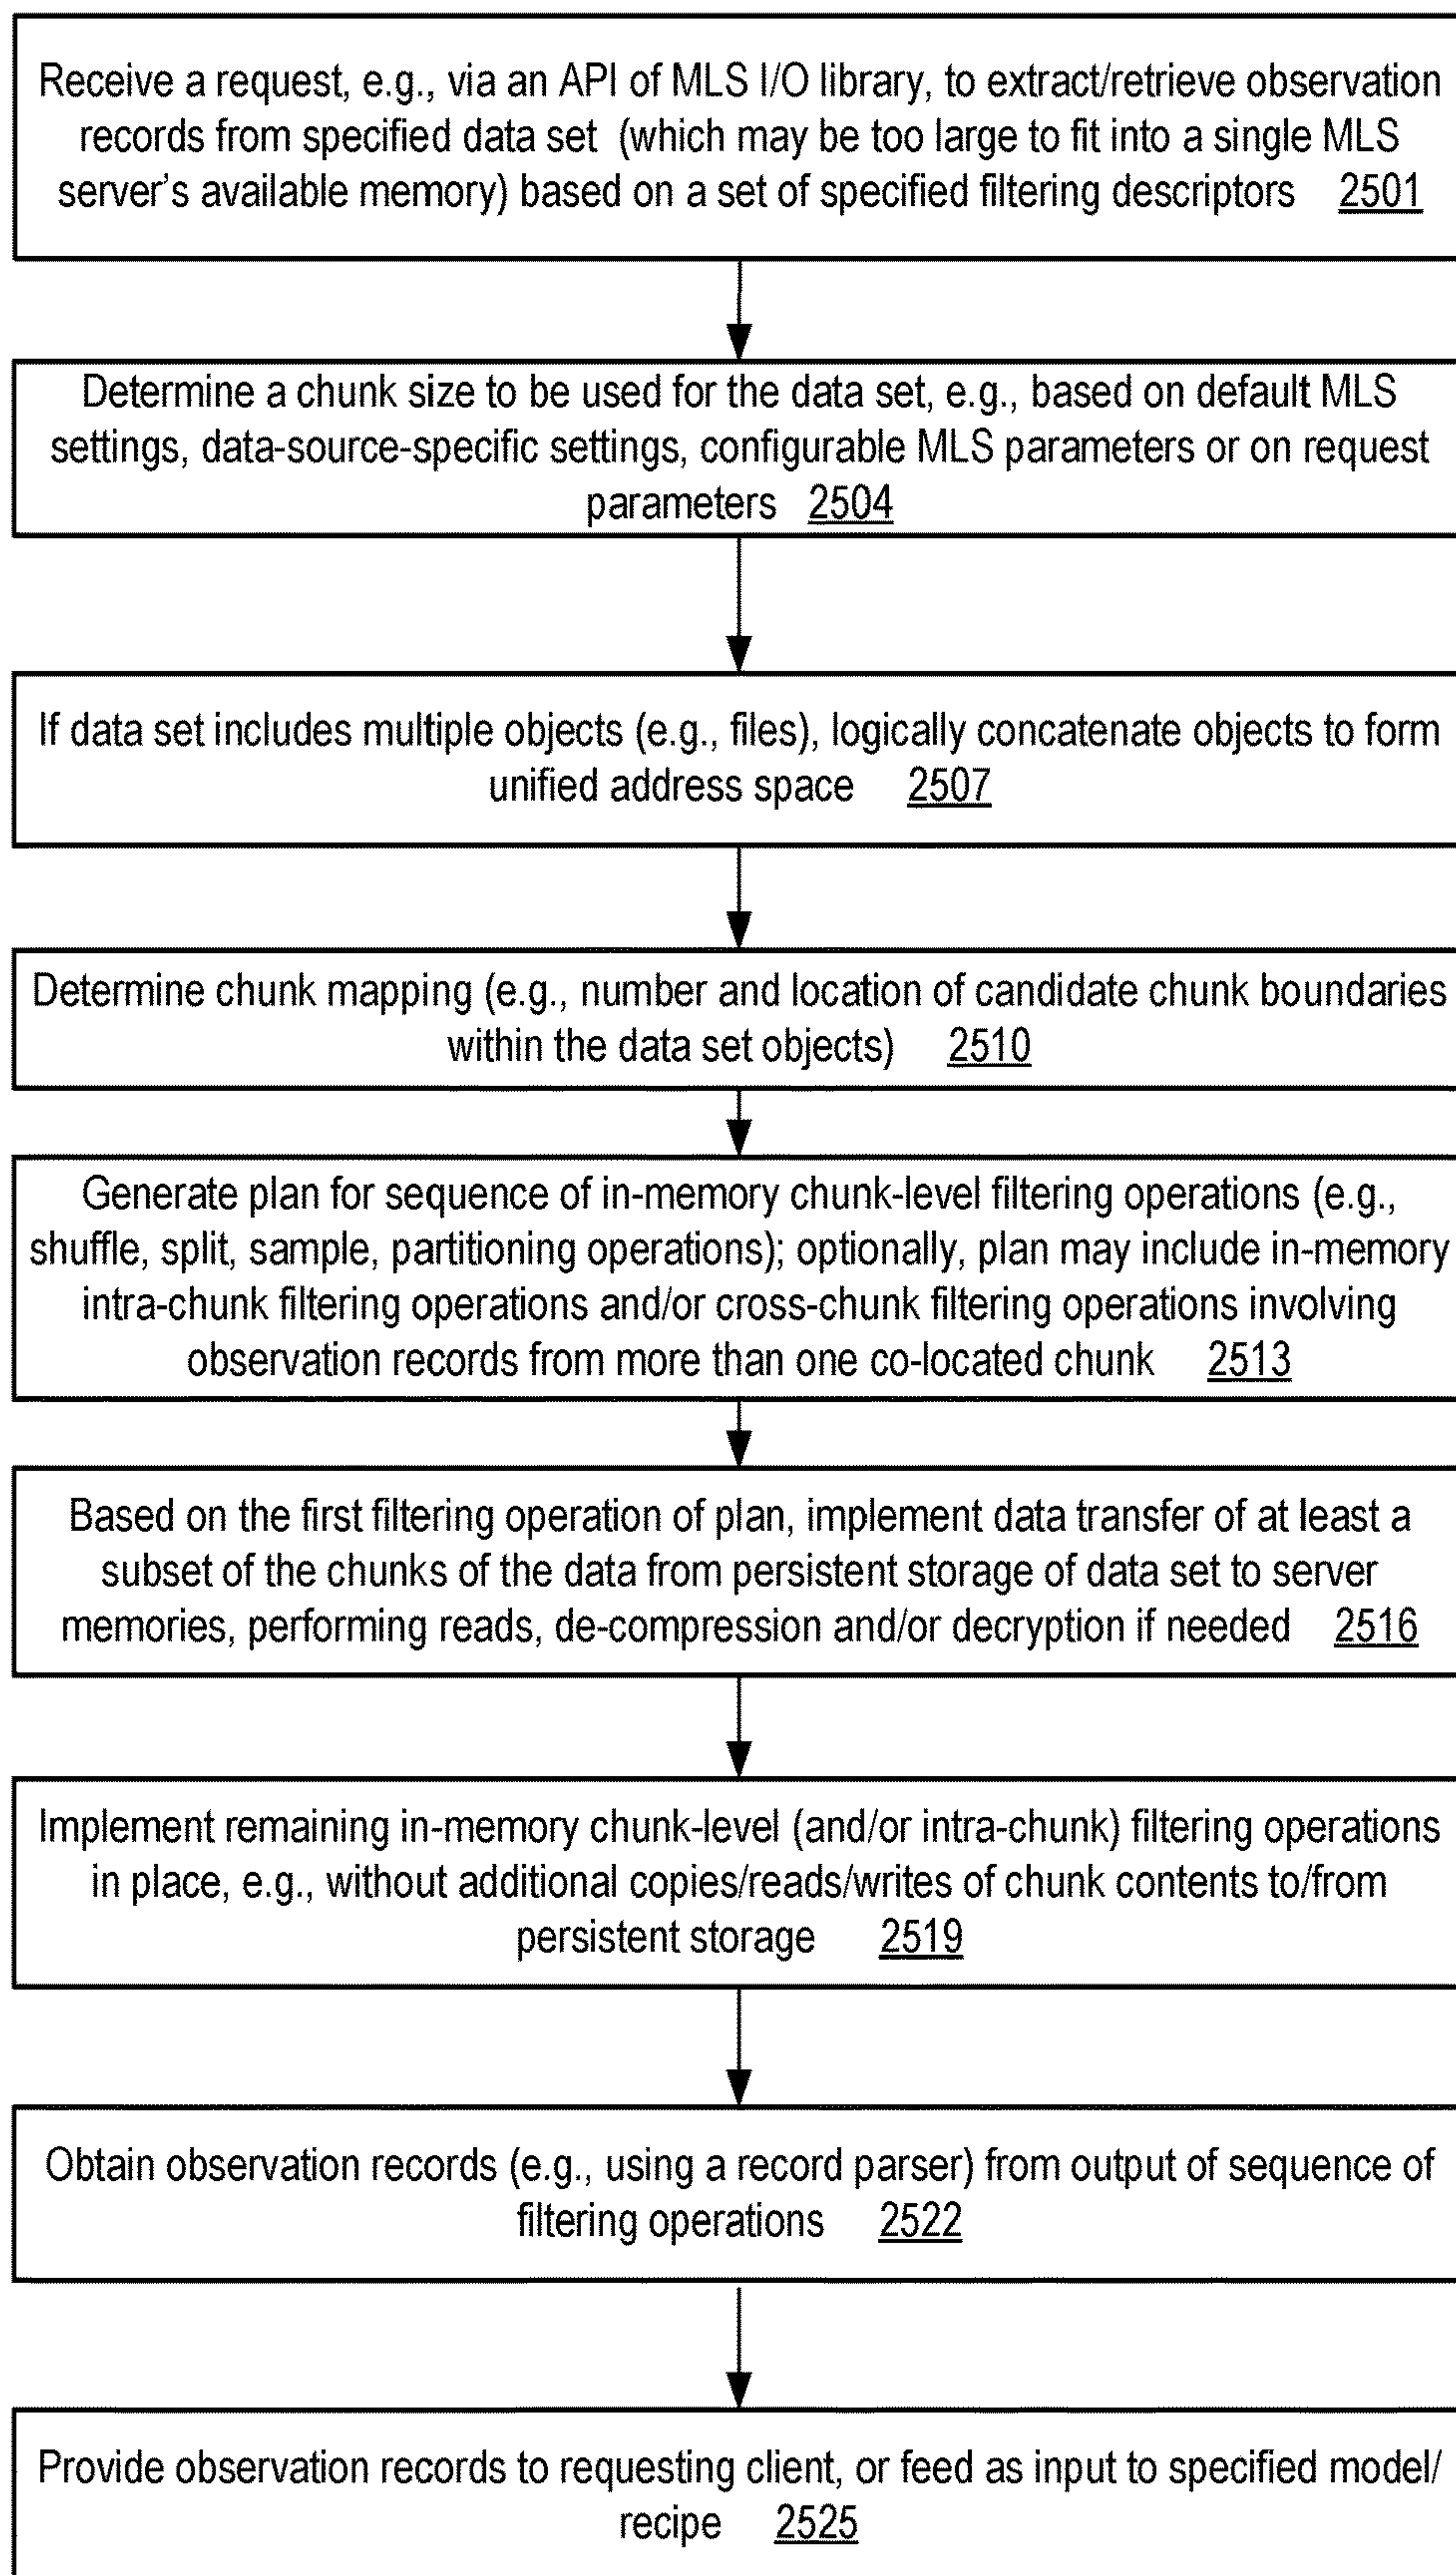 Receive a request, e.g., via an API of MLS I/O library, to extract/retrieve observation
records from specified data set (which may be too large to fit into a single MLS
server's available memory) based on a set of specified filtering descriptors 2501
Determine a chunk size to be used for the data set, e.g., based on default MLS
settings, data-source-specific settings, configurable MLS parameters or on request
parameters 2504
If data set includes multiple objects (e.g., files), logically concatenate objects to form
unified address space 2507
Determine chunk mapping (e.g., number and location of candidate chunk boundaries
within the data set objects) 2510
Generate plan for sequence of in-memory chunk-level filtering operations (e.g.,
shuffle, split, sample, partitioning operations); optionally, plan may include in-memory
intra-chunk filtering operations and/or cross-chunk filtering operations involving
observation records from more than one co-located chunk 2513
Based on the first filtering operation of plan, implement data transfer of at least a
subset of the chunks of the data from persistent storage of data set to server
memories, performing reads, de-compression and/or decryption if needed 2516
Implement remaining in-memory chunk-level (and/or intra-chunk) filtering operations
in place, e.g., without additional copies/reads/writes of chunk contents to/from
persistent storage 2519
Obtain observation records (e.g., using a record parser) from output of sequence of
filtering operations 2522
Provide observation records to requesting client, or feed as input to specified model/
recipe 2525